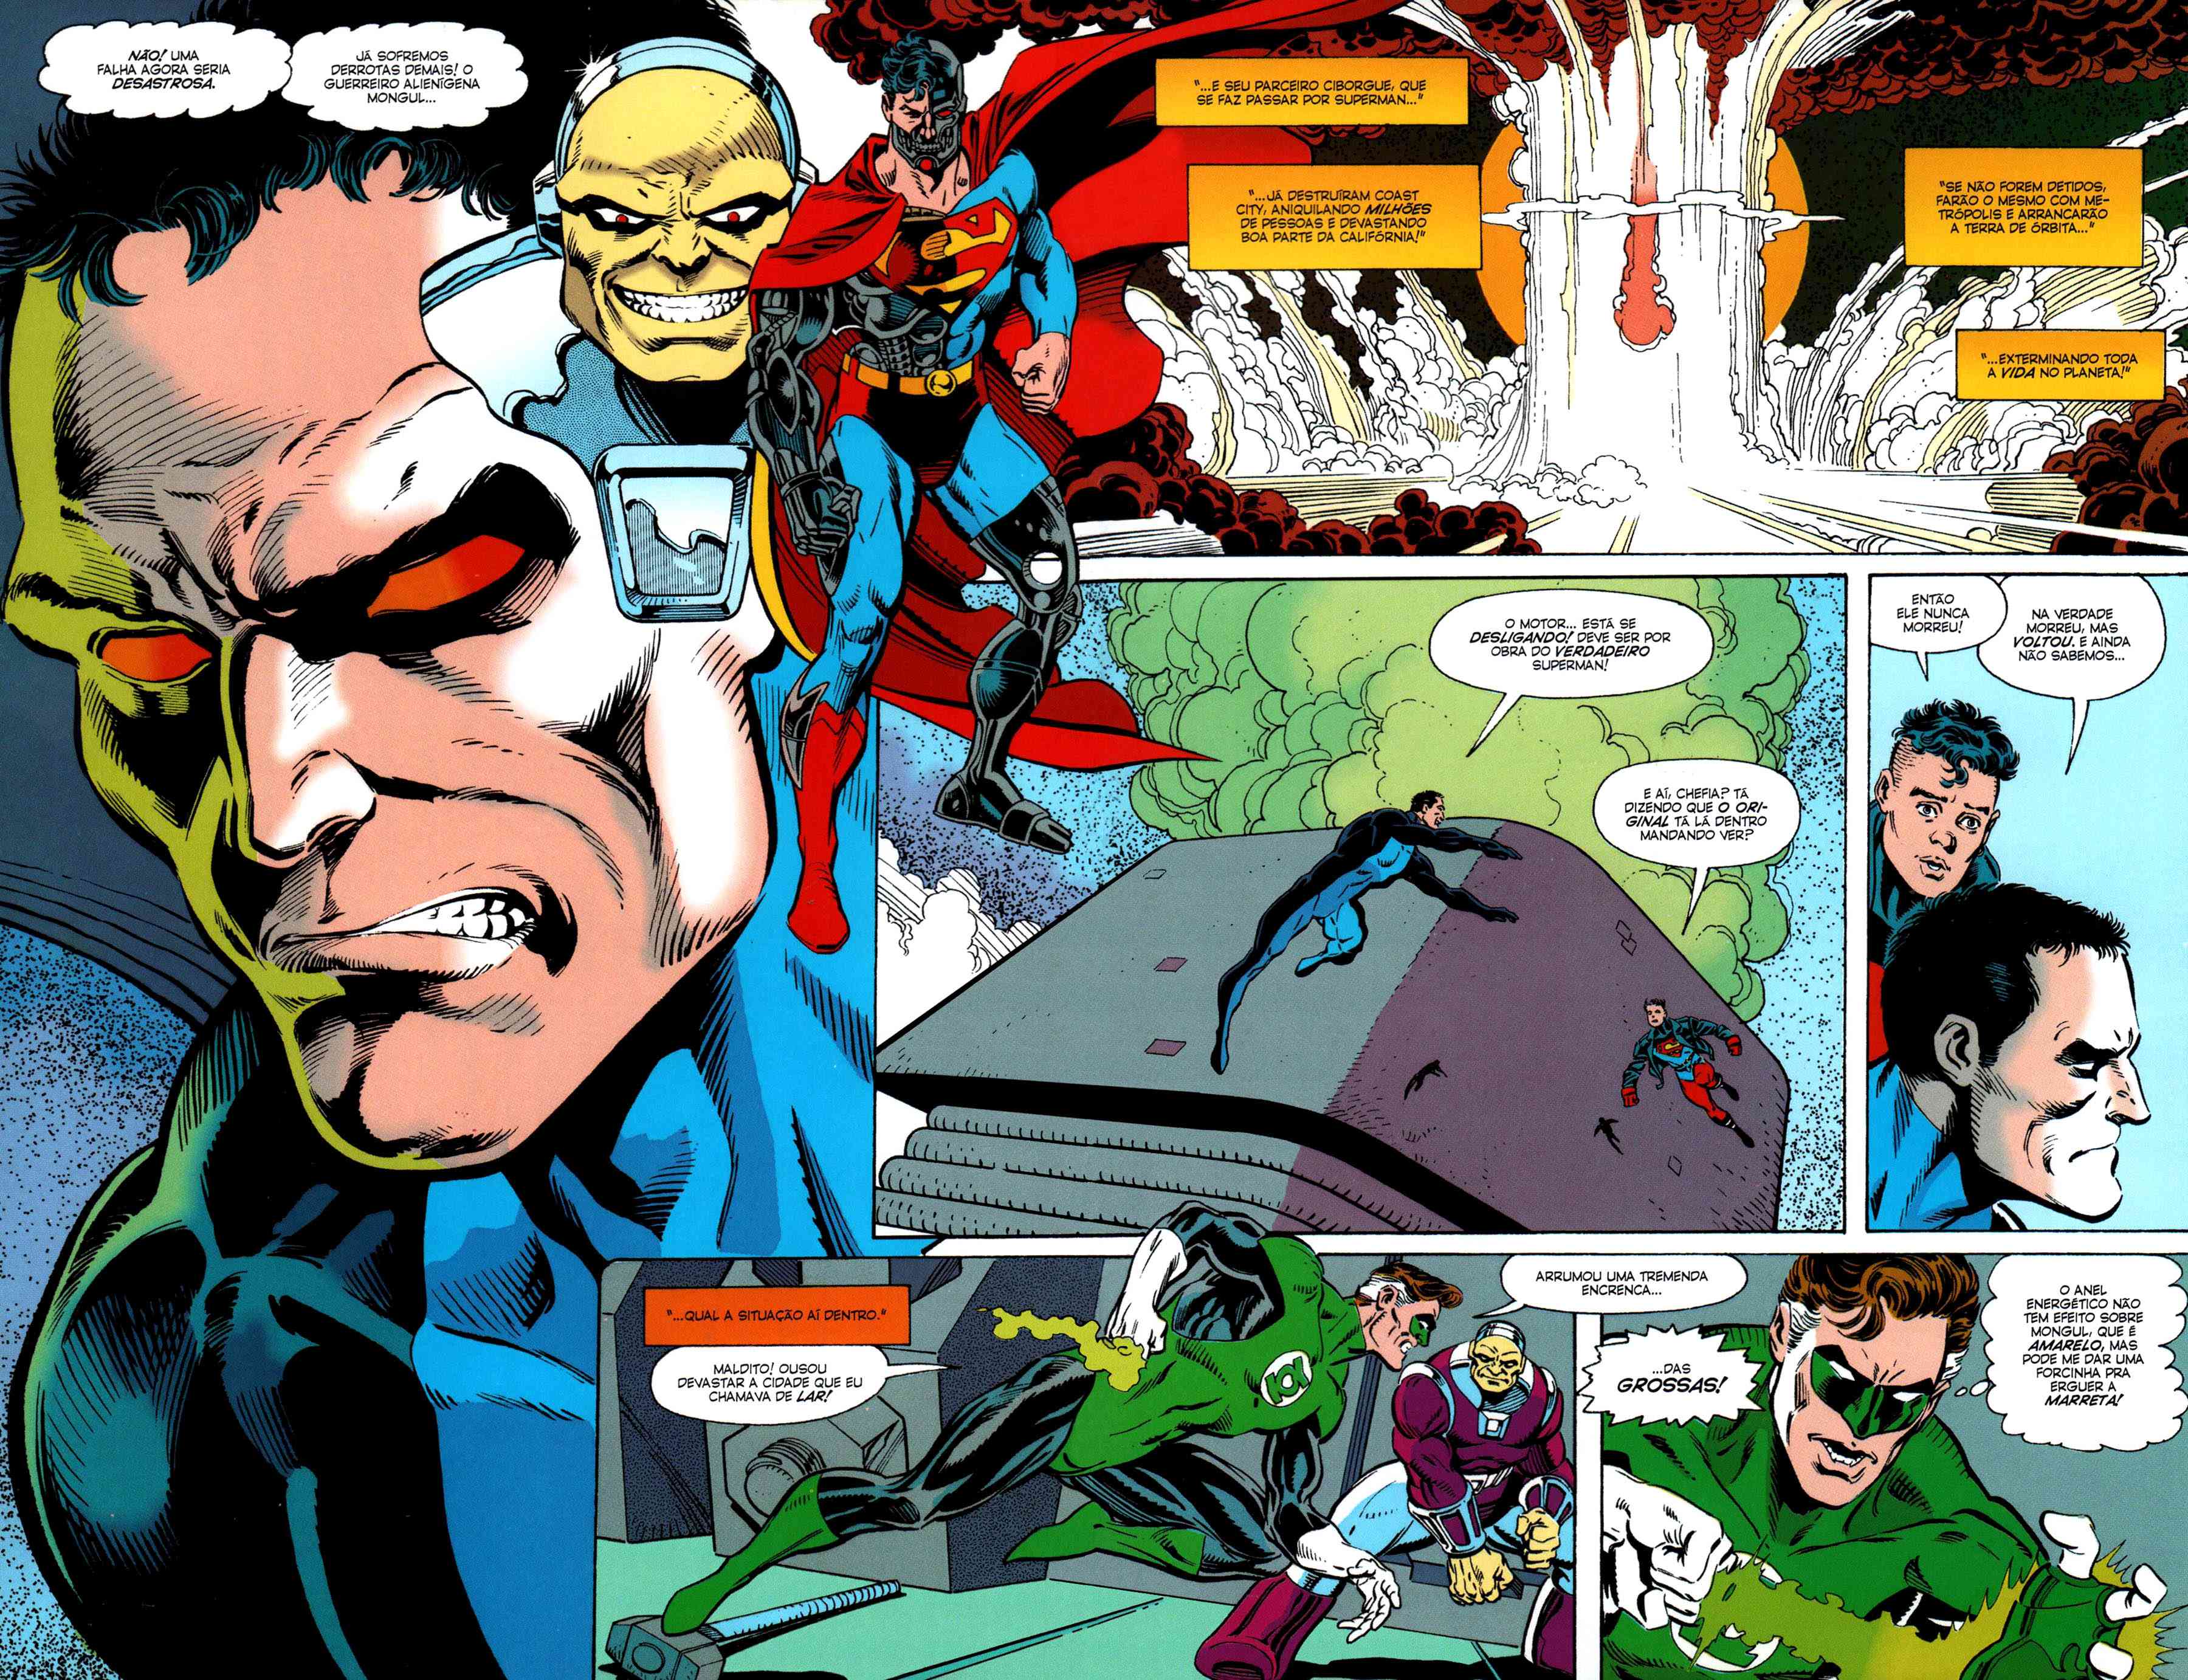 NÃO! UMA
FALHA AGORA SERIA
DESASTROSA.
JÁ SOFREMOS
DERROTAS DEMAIS! O
GUERREIRO ALIENÍGENA
MONGUL...
"...E SEU PARCEIRO CIBORGUE, QUE
SE FAZ PASSAR POR SUPERMAN..."
"...JÁ DESTRUÍRAM COAST
CITY, ANIQUILANDO MILHÕES
DE PESSOAS E DEVASTANDO
BOA PARTE DA CALIFÓRNIA!"
"SE NÃO FOREM DETIDOS,
FARÃO O MESMO COM ME-
TRÓPOLIS E ARRANCARÃO
A TERRA DE ÓRBITA..."
"...EXTERMINANDO TODA
A VIDA NO PLANETA!"
O MOTOR... ESTÁ SE
DESLIGANDO! DEVE SER POR
OBRA DO VERDADEIRO
SUPERMAN!
E AÍ, CHEFIA? TÁ
DIZENDO QUE O ORI-
GINAL TÁ LÁ DENTRO
MANDANDO VER?
ENTÃO
ELE NUNCA
MORREU!
NA VERDADE
MORREU, MAS
VOLTOU. E AINDA
NÃO SABEMOS...
"...QUAL A SITUAÇÃO AÍ DENTRO."
MALDITO! OUSOU
DEVASTAR A CIDADE QUE EU
CHAMAVA DE LAR!
ARRUMOU UMA TREMENDA
ENCRENCA...
...DAS
GROSSAS!
O ANEL
ENERGÉTICO NÃO
TEM EFEITO SOBRE
MONGUL, QUE É
AMARELO, MAS
PODE ME DAR UMA
FORCINHA PRA
ERGUER A
MARRETA!